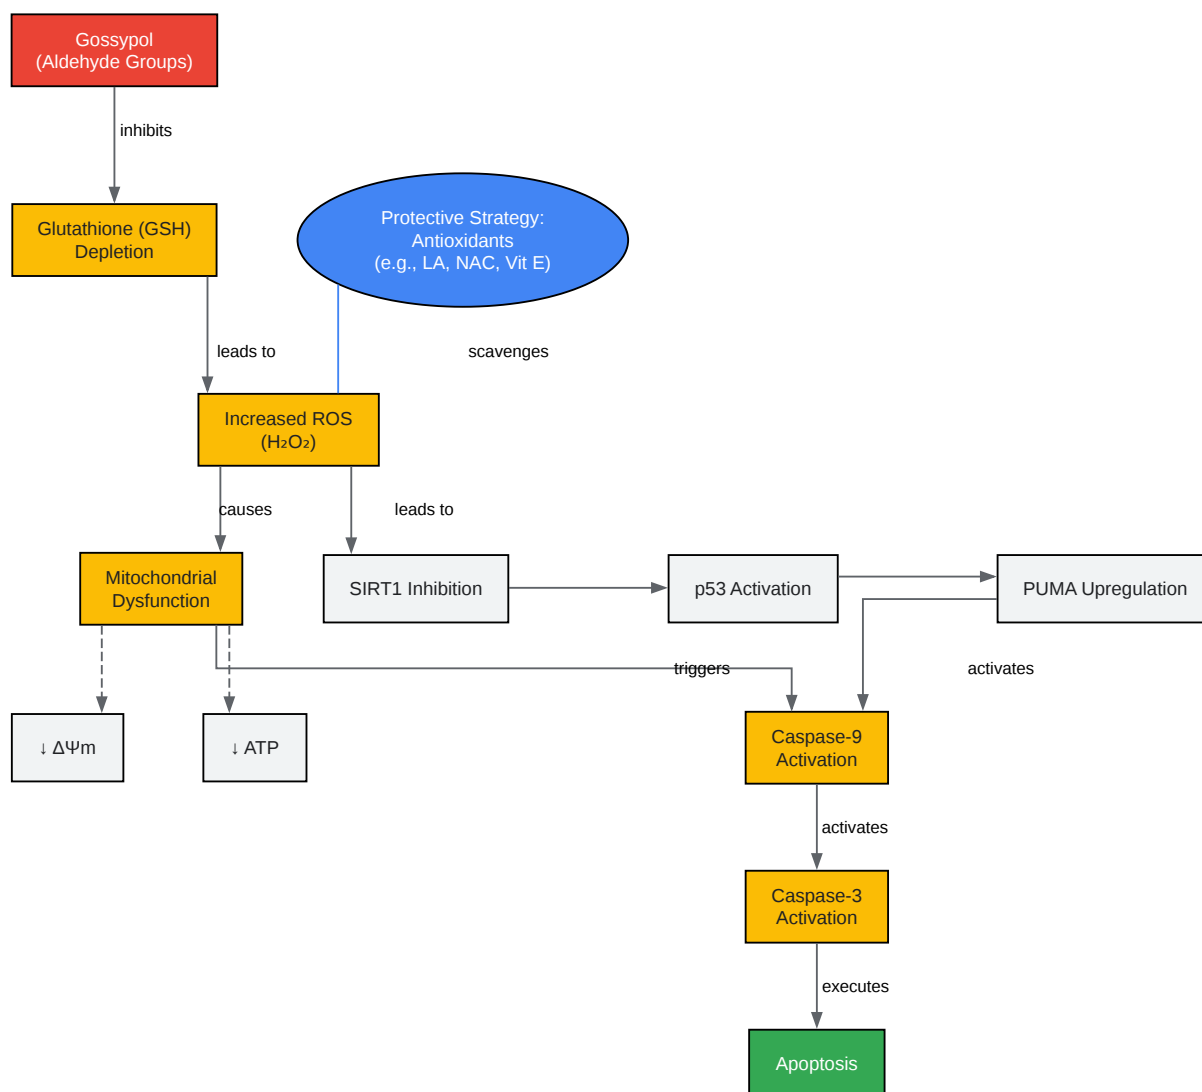 Gossypol
(Aldehyde Groups)
inhibits
Glutathione (GSH)
Depletion
Protective Strategy:
Antioxidants
(e.g., LA, NAC, Vit E)
leads to
scavenges
Increased ROS
(H₂O₂)
causes
leads to
Mitochondrial
Dysfunction
SIRT1 Inhibition
p53 Activation
PUMA Upregulation
triggers
activates
↓ ΔΨm
↓ ATP
Caspase-9
Activation
activates
Caspase-3
Activation
executes
Apoptosis